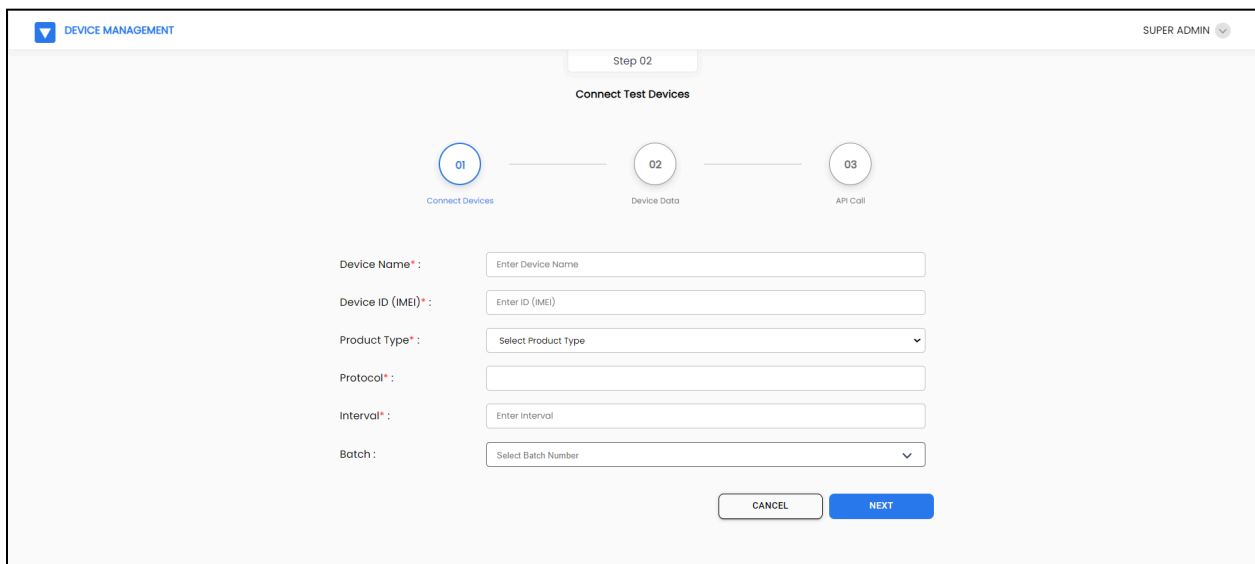 DEVICE MANAGEMENT
SUPER ADMIN
Step 02
Connect Test Devices
01
02
03
Connect Devices
Device Data
API Call
Device Name* :
Enter Device Name
Device ID (IMEI)* :
Enter ID (IMEI)
Product Type* :
Select Product Type
Protocol* :
Interval* :
Enter Interval
Batch :
Select Batch Number
CANCEL
NEXT